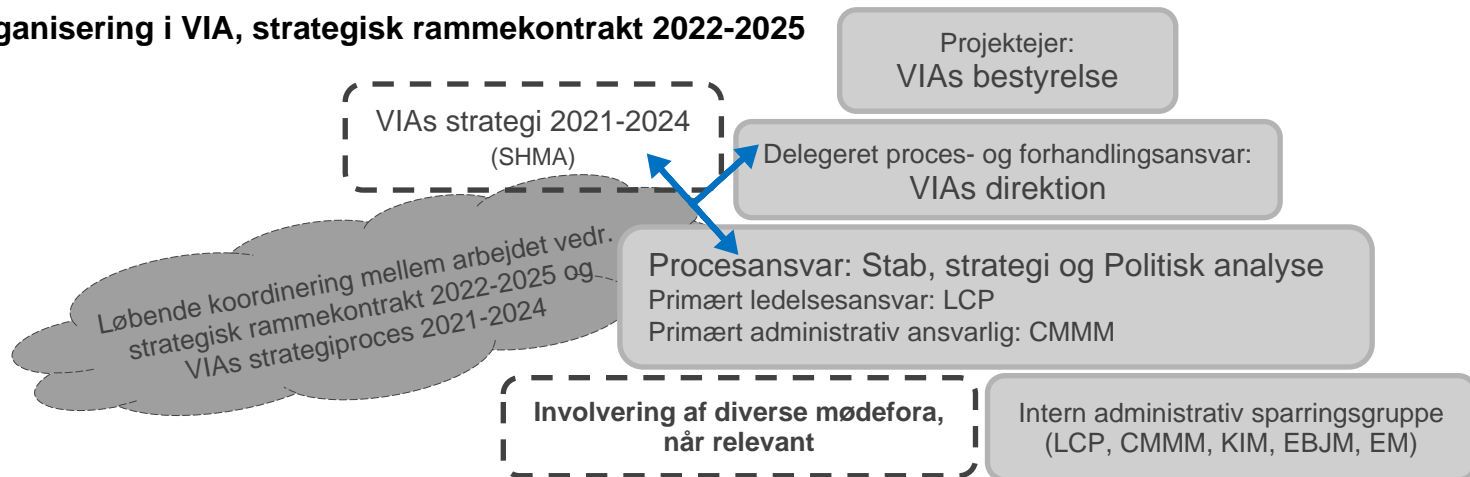 ganisering i VIA, strategisk rammekontrakt 2022-2025
Projektejer:
VIAs bestyrelse
VIAs strategi 2021-2024
(SHMA)
Delegeret proces- og forhandlingsansvar:
VIAs direktion
Løbende koordinering mellem arbejdet vedr.
strategisk rammekontrakt 2022-2025 og
VIAs strategiproces 2021-2024
Procesansvar: Stab, strategi og Politisk analyse
Primært ledelsesansvar: LCP
Primært administrativ ansvarlig: CMMM
Involvering af diverse mødefora,
når relevant
Intern administrativ sparringsgruppe
(LCP, CMMM, KIM, EBJM, EM)